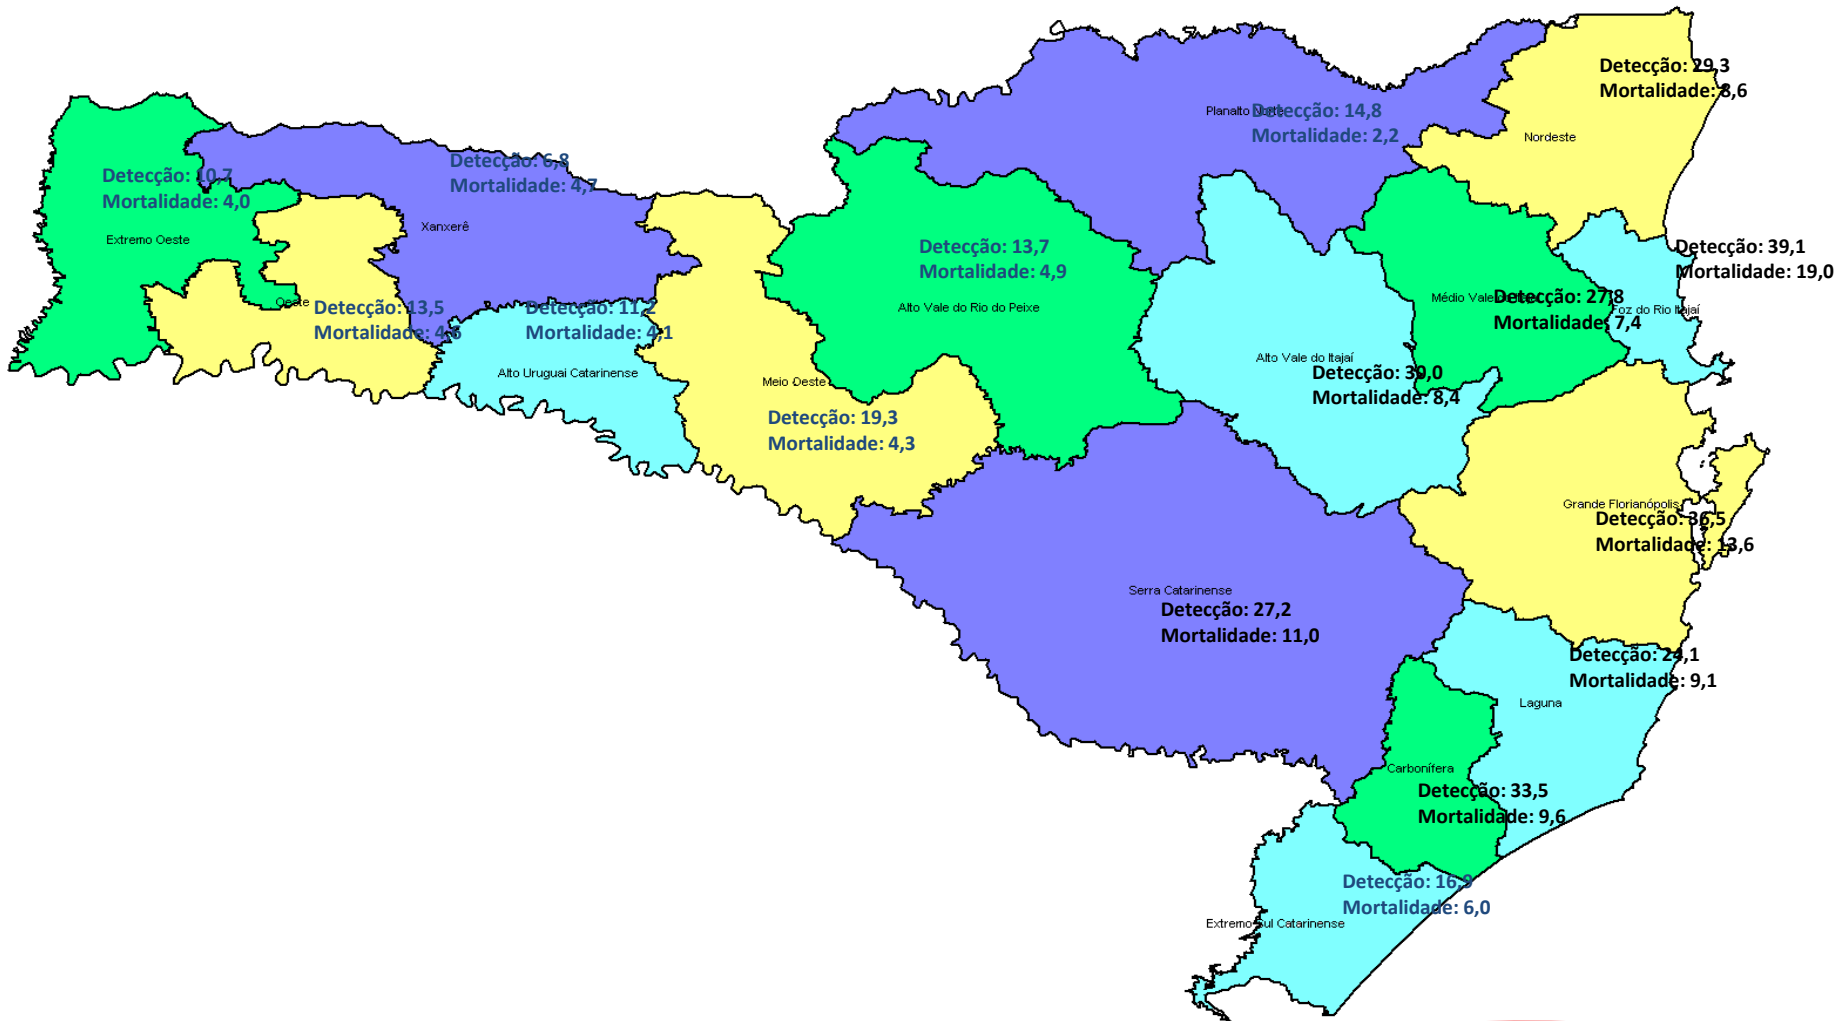 Detecção: 29,3
Mortalidade: 8,6
Nordeste
Planalto Norte
Detecção: 14,8
Mortalidade: 2,2
Detecção: 6,8
Mortalidade: 4,7
Xanxerê
Detecção: 10,7
Mortalidade: 4,0
Extremo Oeste
Detecção: 13,7
Mortalidade: 4,9
Alto Vale do Rio do Peixe
Detecção: 39,1
Mortalidade: 19,0
Foz do Rio Itajaí
Médio Vale do Itajaí
Detecção: 27,8
Mortalidade: 7,4
Oeste
Detecção: 13,5
Mortalidade: 4,6
Detecção: 11,2
Mortalidade: 4,1
Alto Uruguai Catarinense
Meio Oeste
Detecção: 19,3
Mortalidade: 4,3
Alto Vale do Itajaí
Detecção: 30,0
Mortalidade: 8,4
Grande Florianópolis
Detecção: 36,5
Mortalidade: 13,6
Serra Catarinense
Detecção: 27,2
Mortalidade: 11,0
Detecção: 24,1
Mortalidade: 9,1
Laguna
Carbonífera
Detecção: 33,5
Mortalidade: 9,6
Detecção: 16,9
Mortalidade: 6,0
Extremo Sul Catarinense